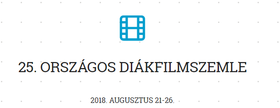 25. ORSZÁGOS DIÁKFILMSZEMLE
2018. AUGUSZTUS 21-26.